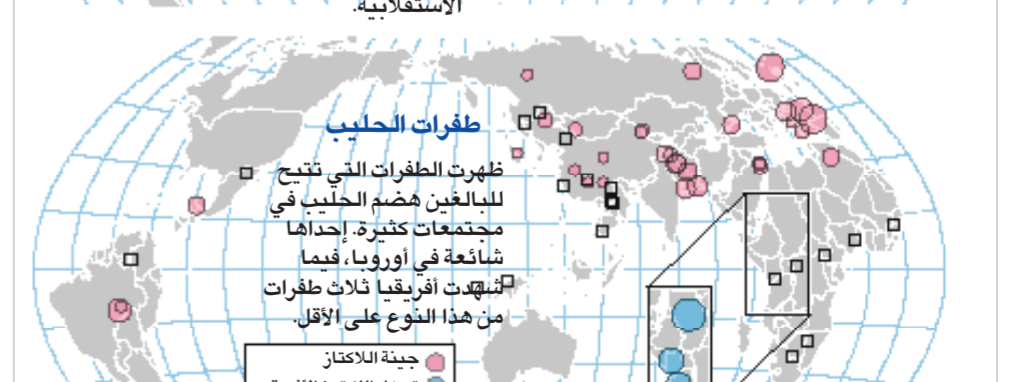 الاستقلابية.
طفرات الحليب
ظهرت الطفرات التي تتيح
للبالغين هضم الحليب في
مجتمعات كثيرة. إحداها
شائعة في أوروبا، فيما
شهدت أفريقيا ثلاث طفرات
من هذا النوع على الأقل.
جينة اللاكتاز